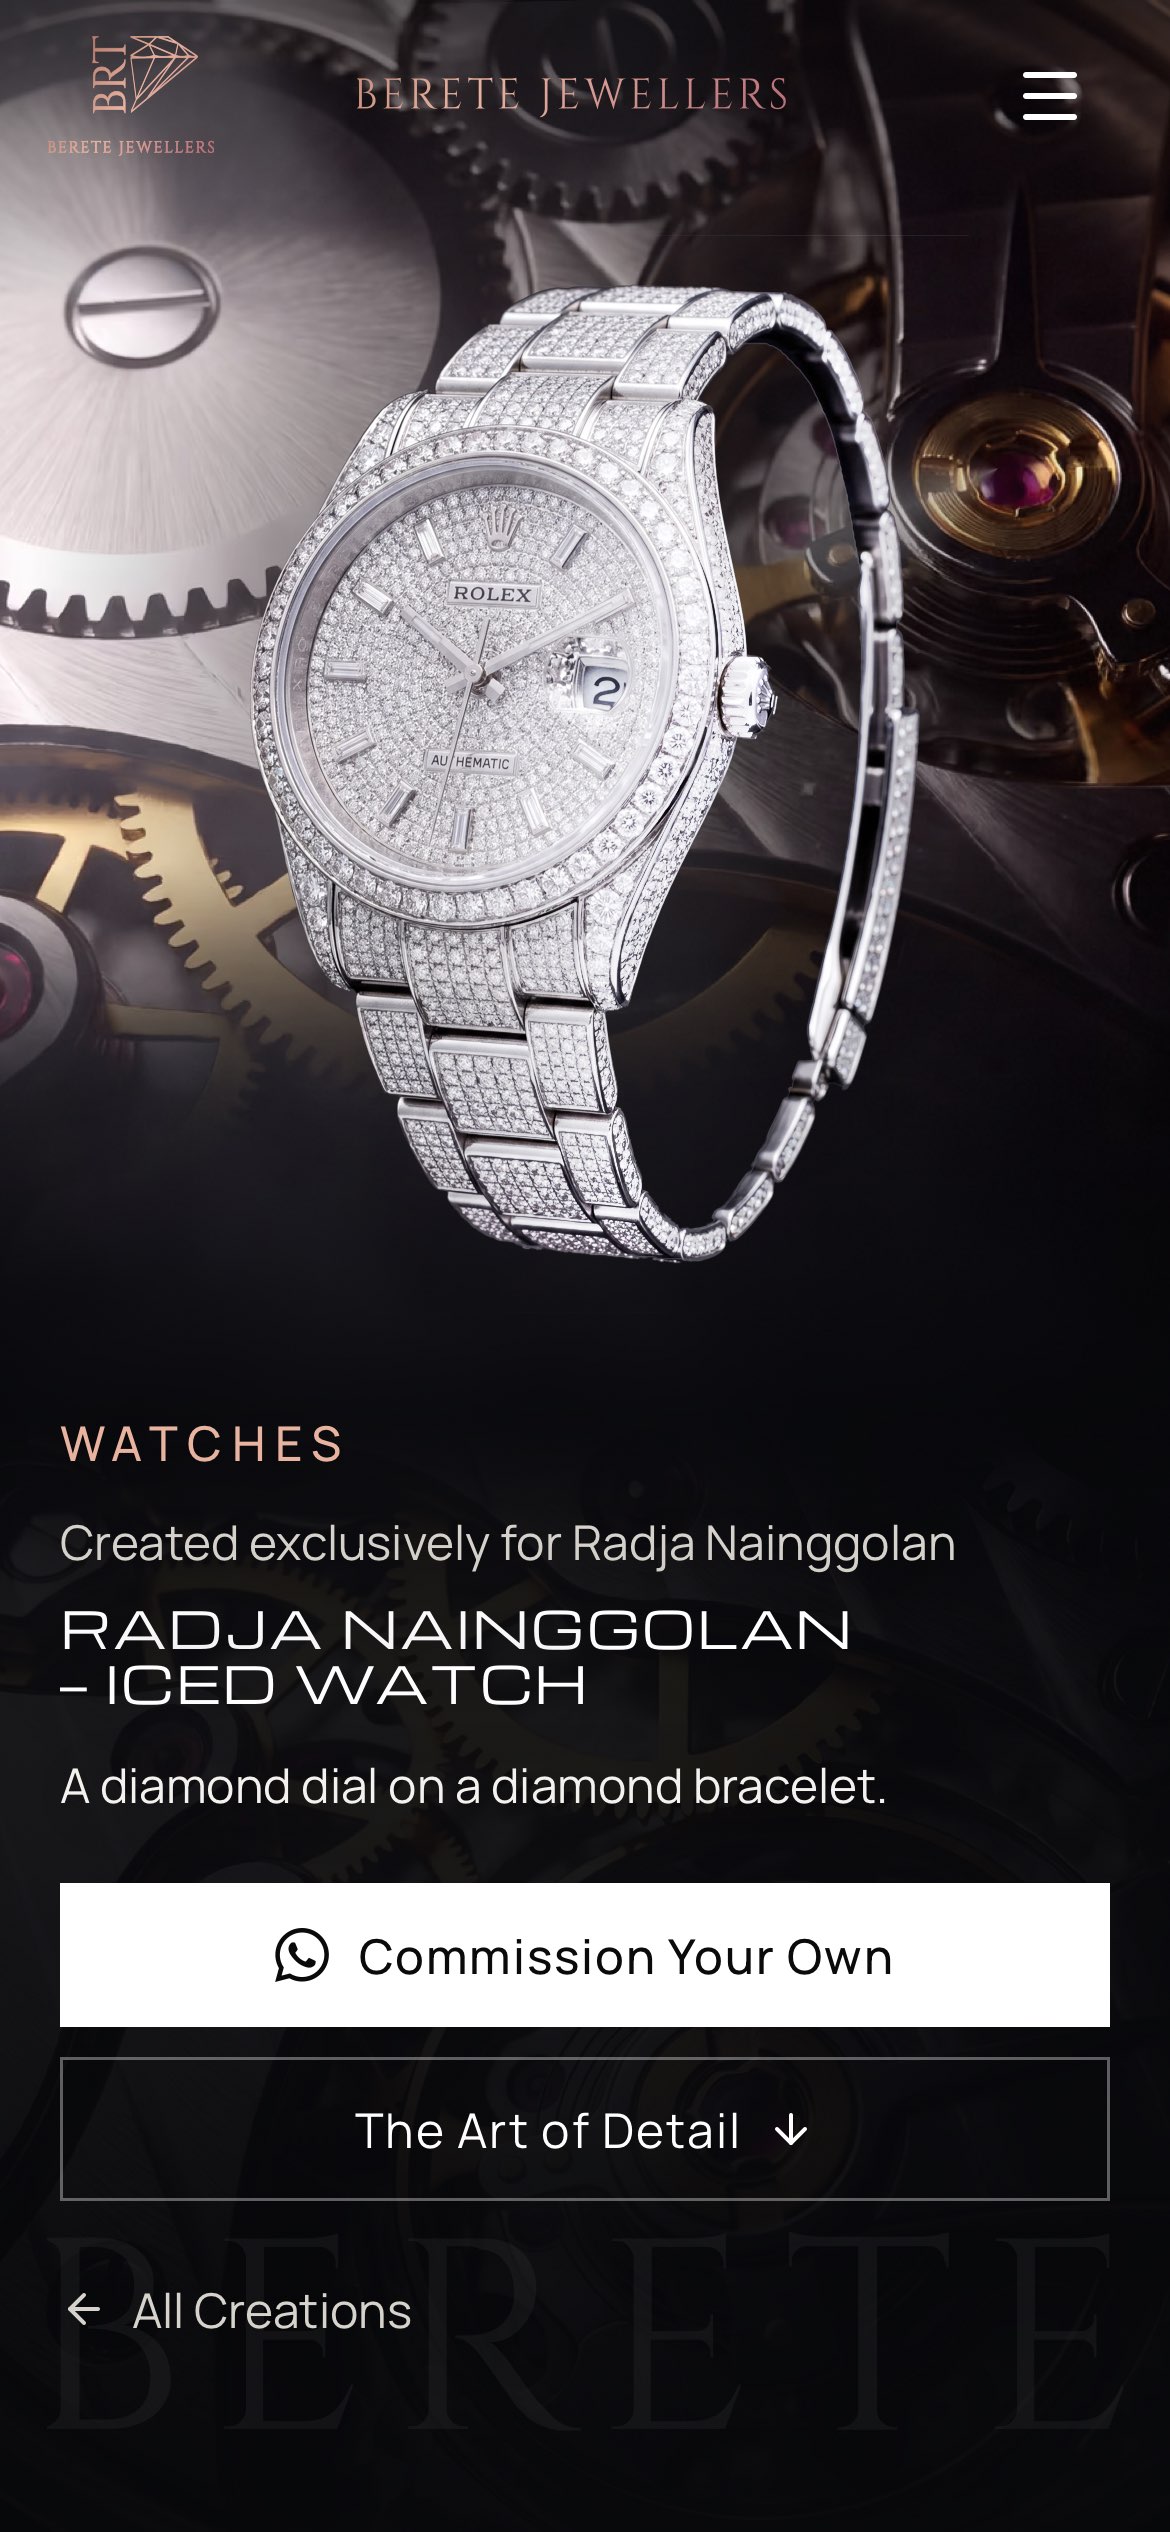 BRT
BERETE JEWELLERS
BERETE JEWELLERS
ROLEX
2
AUTHEMATIC
WATCHES
Created exclusively for Radja Nainggolan
RADJA NAINGGOLAN
– ICED WATCH
A diamond dial on a diamond bracelet.
Commission Your Own
The Art of Detail ↓
← All Creations
BERETE